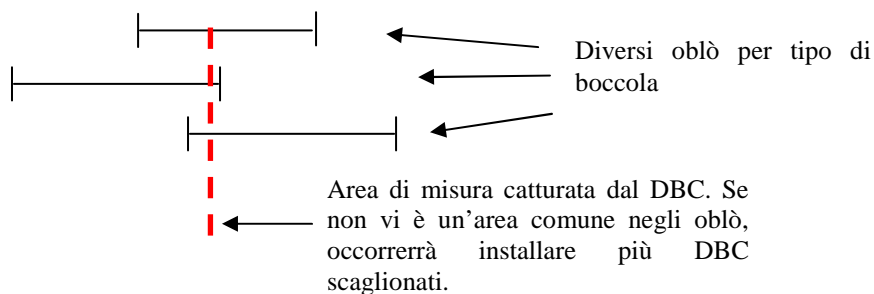 Diversi oblò per tipo di
boccola
Area di misura catturata dal DBC. Se
non vi è un'area comune negli oblò,
occorrerà installare più DBC
scaglionati.